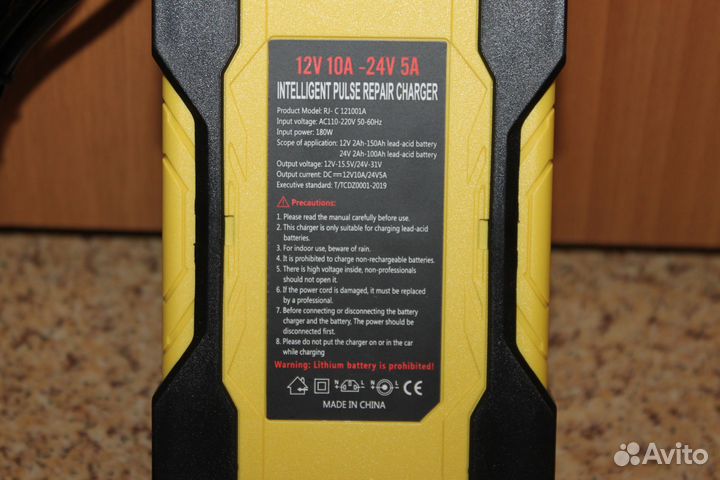 12V 10A -24V 5A
INTELLIGENT PULSE REPAIR CHARGER
Product Model: RJ- C 121001A
Input voltage: AC110-220V 50-60Hz
Input power: 180W
Scope of application: 12V 2Ah-150Ah lead-acid battery
24V 2Ah-100Ah lead-acid battery
Output voltage: 12V-15.5V/24V-31V
Output current: DC⎓12V10A/24V5A
Executive standard: T/TCDZ0001-2019
Precautions:
1. Please read the manual carefully before use.
2. This charger is only suitable for charging lead-acid
batteries.
3. For indoor use, beware of rain.
4. It is prohibited to charge non-rechargeable batteries.
5. There is high voltage inside, non-professionals
should not open it.
6. If the power cord is damaged, it must be replaced
by a professional.
7. Before connecting or disconnecting the battery
charger and the battery, The power should be
disconnected first.
8. Please do not put the charger on or in the car
while charging
Warning: Lithium battery is prohibited!
N L N L CE
MADE IN CHINA
Avito